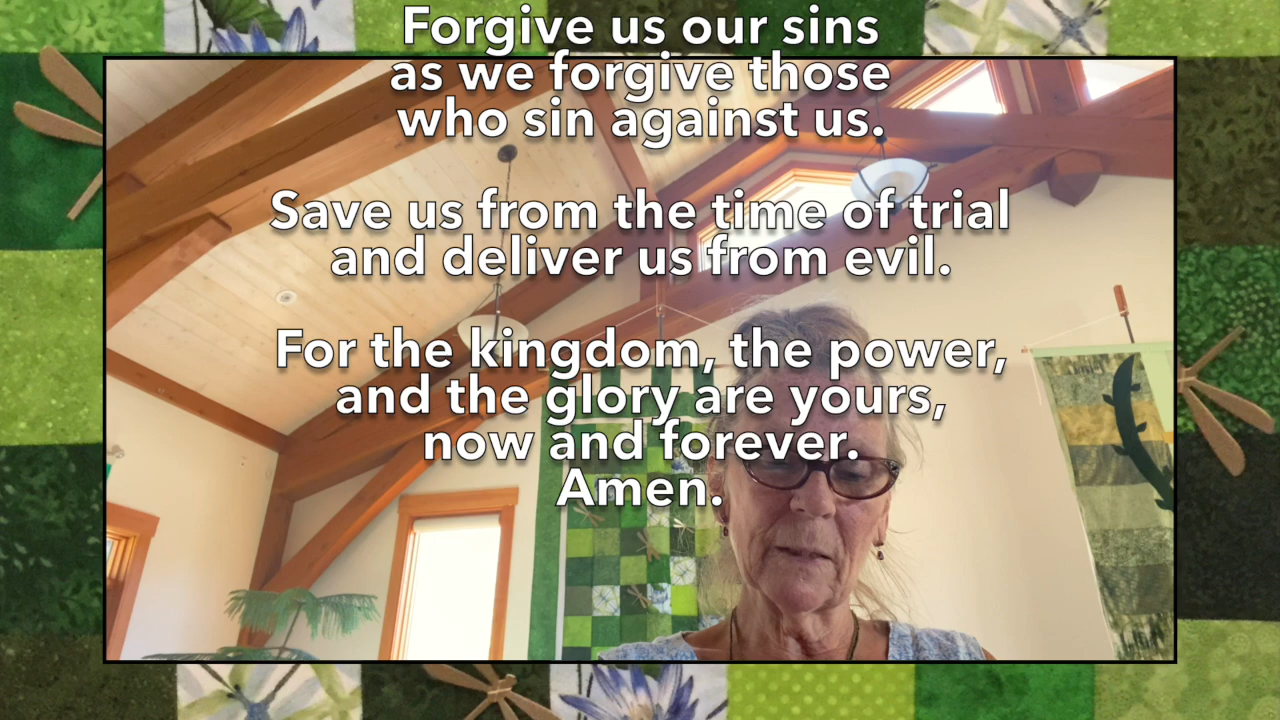 Forgive us our sins
as we forgive those
who sin against us.
Save us from the time of trial
and deliver us from evil.
For the kingdom, the power,
and the glory are yours,
now and forever.
Amen.